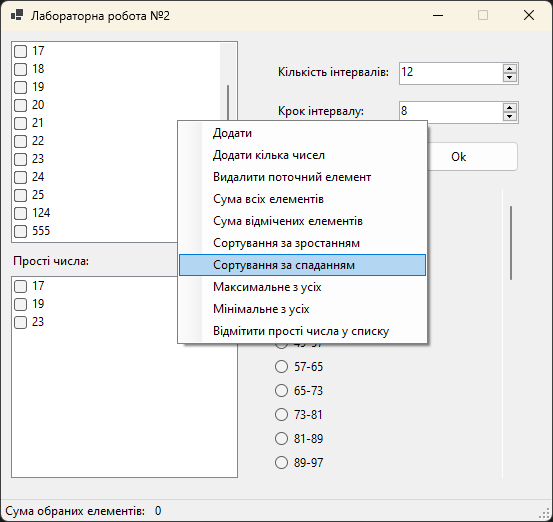 Лабораторна робота №2
17
18
19
20
21
22
23
24
25
124
555
Прості числа:
17
19
23
Кількість інтервалів:
12
Крок інтервалу:
8
Ok
Додати
Додати кілька чисел
Видалити поточний елемент
Сума всіх елементів
Сума відмічених елементів
Сортування за зростанням
Сортування за спаданням
Максимальне з усіх
Мінімальне з усіх
Відмітити прості числа у списку
57-65
65-73
73-81
81-89
89-97
Сума обраних елементів: 0